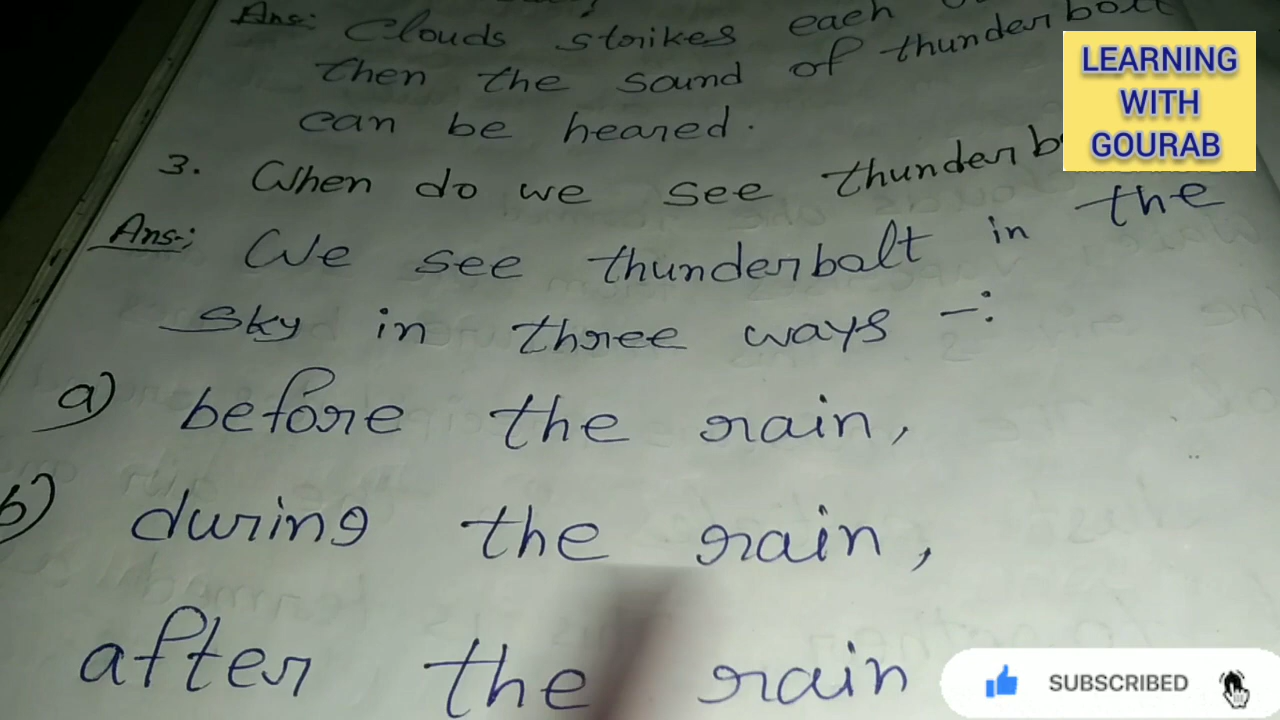 Ans: Clouds strikes each
then the sound of thunderbolt
can be heared.
3. When do we see
Ans:; We see thunderbolt in the
sky in three ways -:
a) before the rain,
b) during the rain,
after the rain
LEARNING
WITH
GOURAB
SUBSCRIBED